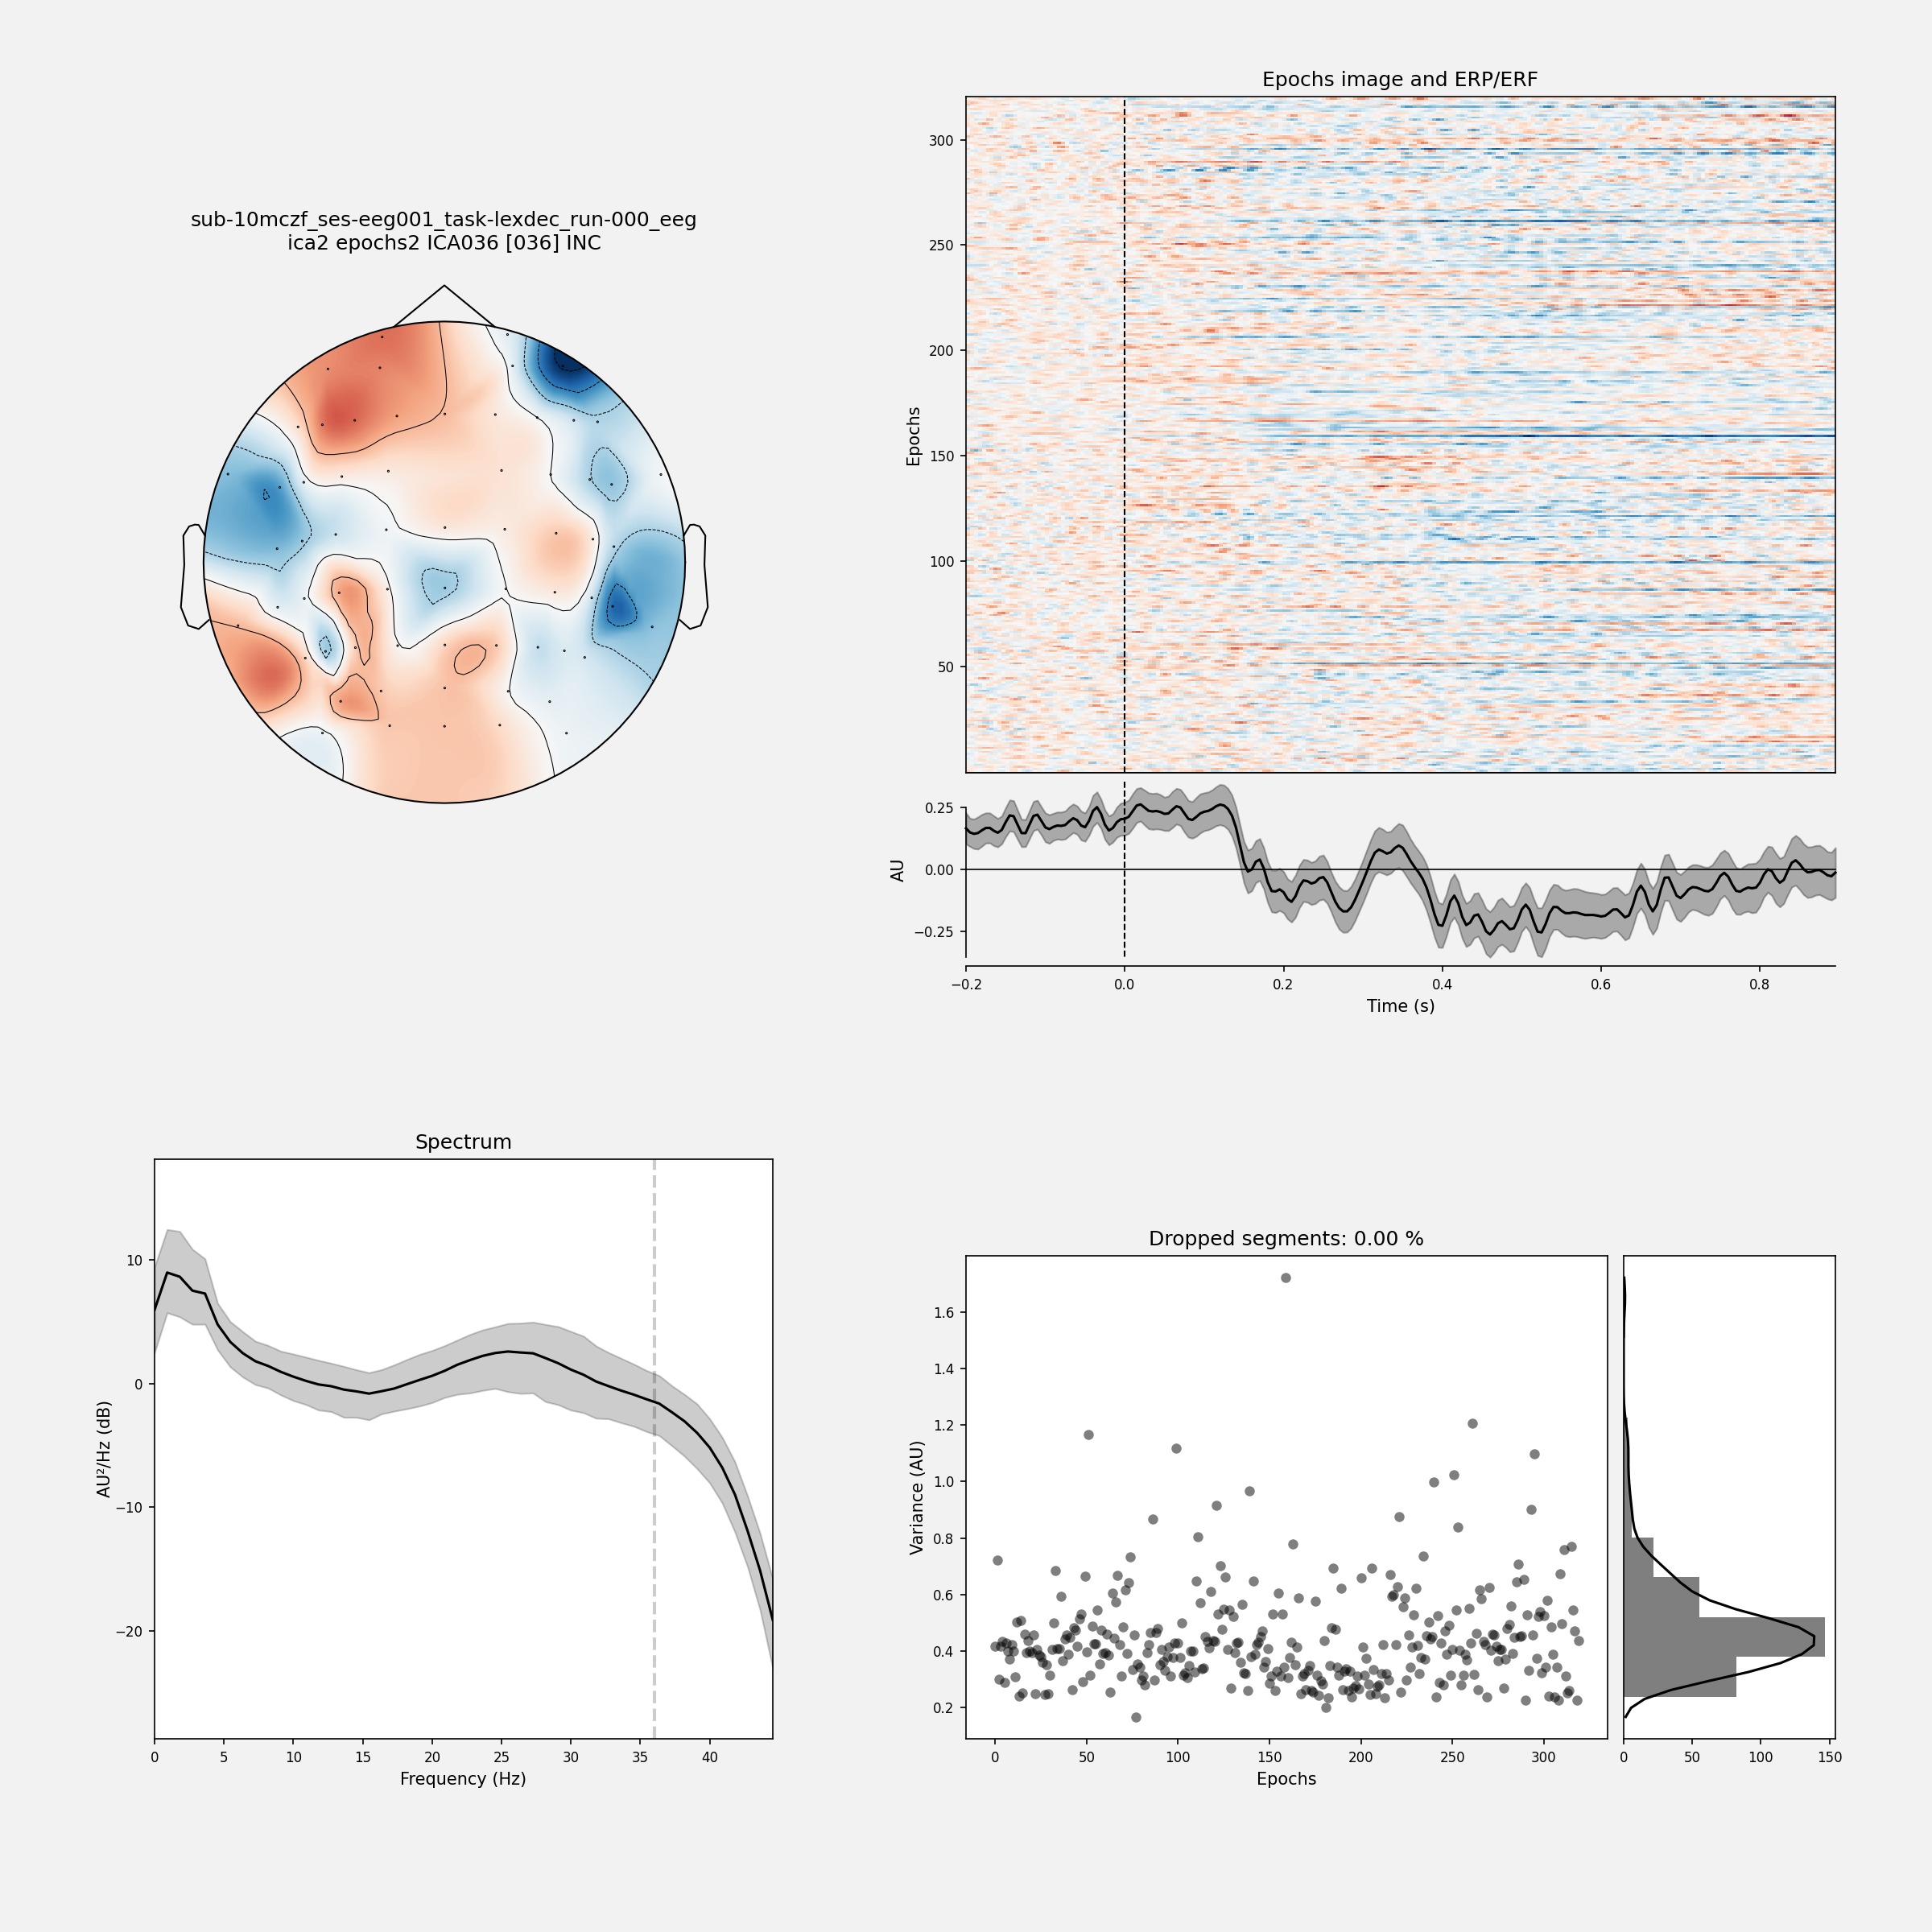 sub-10mczf_ses-eeg001_task-lexdec_run-000_eeg
ica2 epochs2 ICA036 [036] INC
Epochs image and ERP/ERF
300
250
200
150
100
50
Epochs
0.25
0.00
−0.25
AU
−0.2 0.0 0.2 0.4 0.6 0.8
Time (s)
Spectrum
10
0
−10
−20
AU²/Hz (dB)
0 5 10 15 20 25 30 35 40
Frequency (Hz)
Dropped segments: 0.00 %
1.6
1.4
1.2
1.0
0.8
0.6
0.4
0.2
Variance (AU)
0 50 100 150 200 250 300
Epochs
0 50 100 150